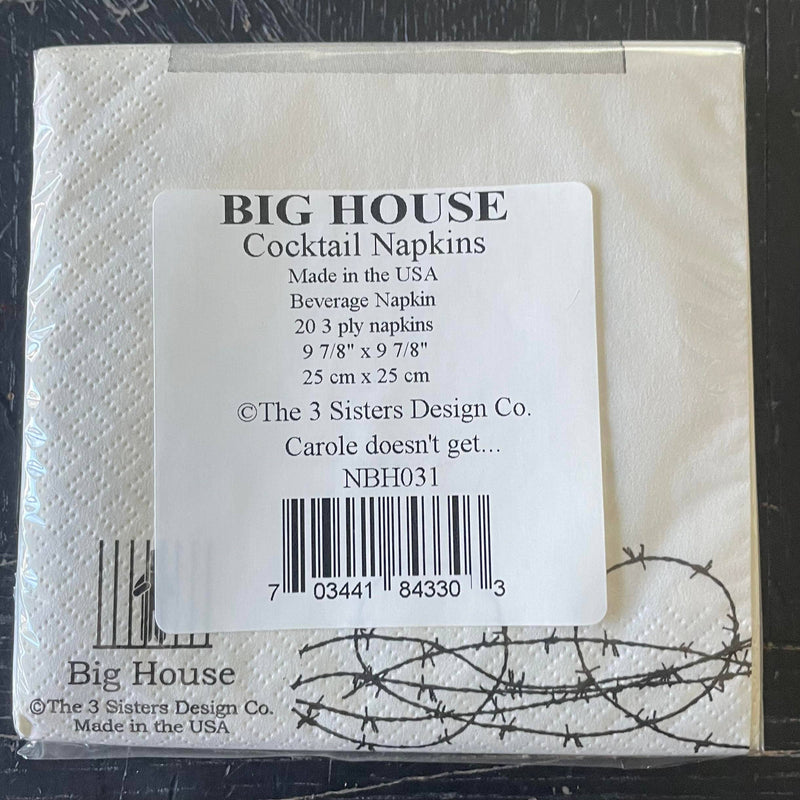 BIG HOUSE
Cocktail Napkins
Made in the USA
Beverage Napkin
20 3 ply napkins
9 7/8" x 9 7/8"
25 cm x 25 cm
©The 3 Sisters Design Co.
Carole doesn't get...
NBH031
7 03441 84330 3
Big House
©The 3 Sisters Design Co.
Made in the USA